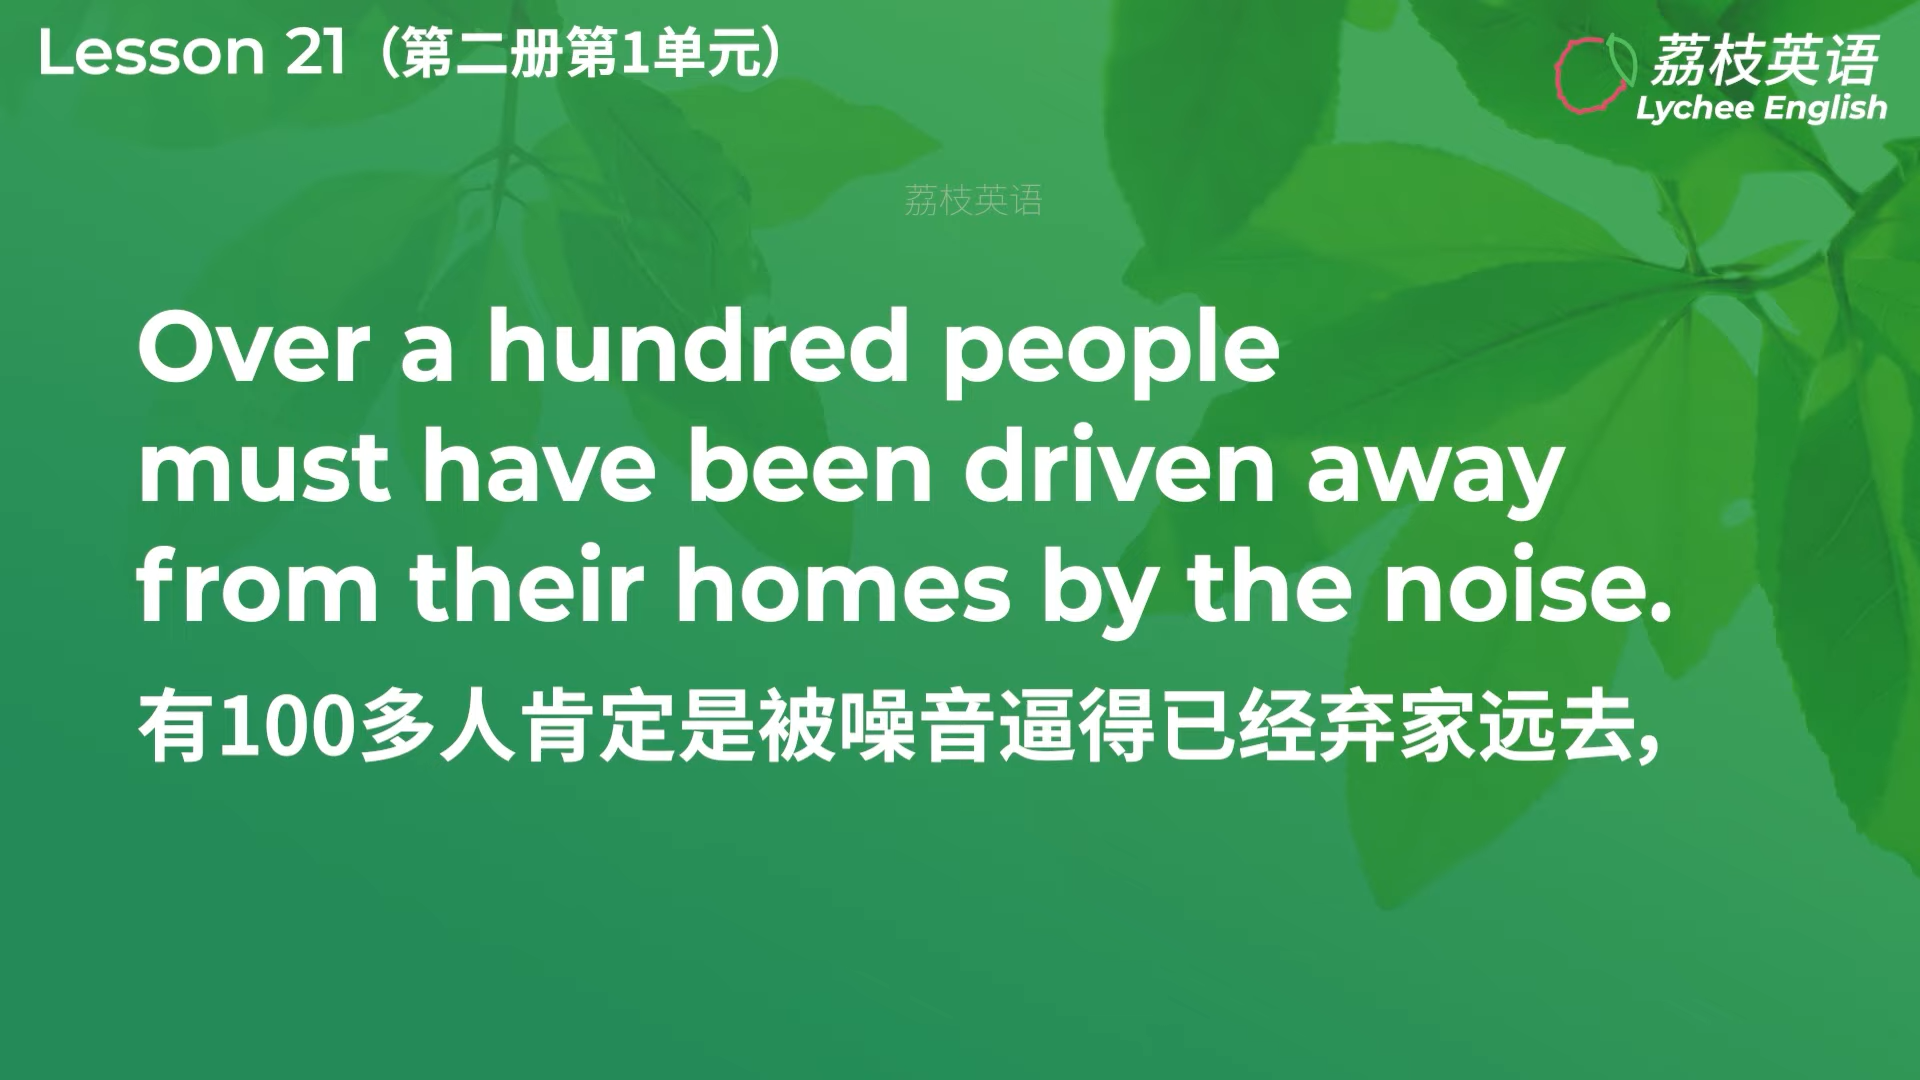 Lesson 21（第二册第1单元）
荔枝英语
Lychee English
荔枝英语
Over a hundred people
must have been driven away
from their homes by the noise.
有100多人肯定是被噪音逼得已经弃家远去,